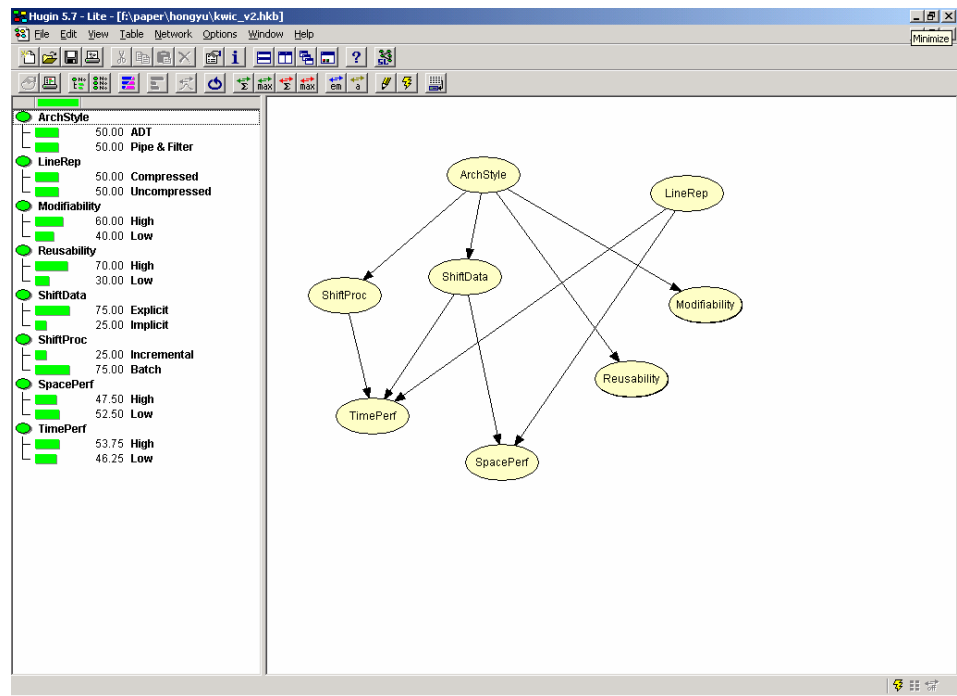 Hugin 5.7 - Lite - [f:\paper\hongyu\kwic_v2.hkb]
File Edit View Table Network Options Window Help
Minimize
Σ max Σ max em a
ArchStyle
50.00 ADT
50.00 Pipe & Filter
LineRep
50.00 Compressed
50.00 Uncompressed
Modifiability
60.00 High
40.00 Low
Reusability
70.00 High
30.00 Low
ShiftData
75.00 Explicit
25.00 Implicit
ShiftProc
25.00 Incremental
75.00 Batch
SpacePerf
47.50 High
52.50 Low
TimePerf
53.75 High
46.25 Low
ArchStyle
LineRep
ShiftData
ShiftProc
Modifiability
Reusability
TimePerf
SpacePerf